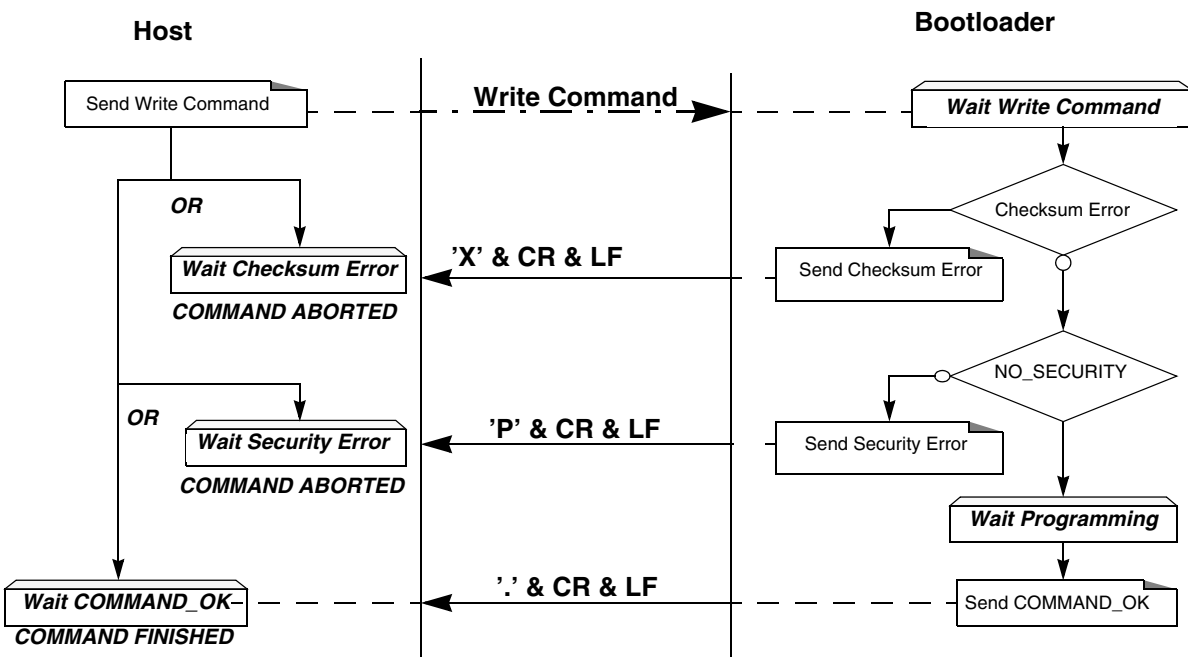 Host
Bootloader
Send Write Command
Write Command
Wait Write Command
OR
Checksum Error
Wait Checksum Error
’X’ & CR & LF
Send Checksum Error
COMMAND ABORTED
NO_SECURITY
OR
Wait Security Error
’P’ & CR & LF
Send Security Error
COMMAND ABORTED
Wait Programming
Wait COMMAND_OK
’.’ & CR & LF
Send COMMAND_OK
COMMAND FINISHED